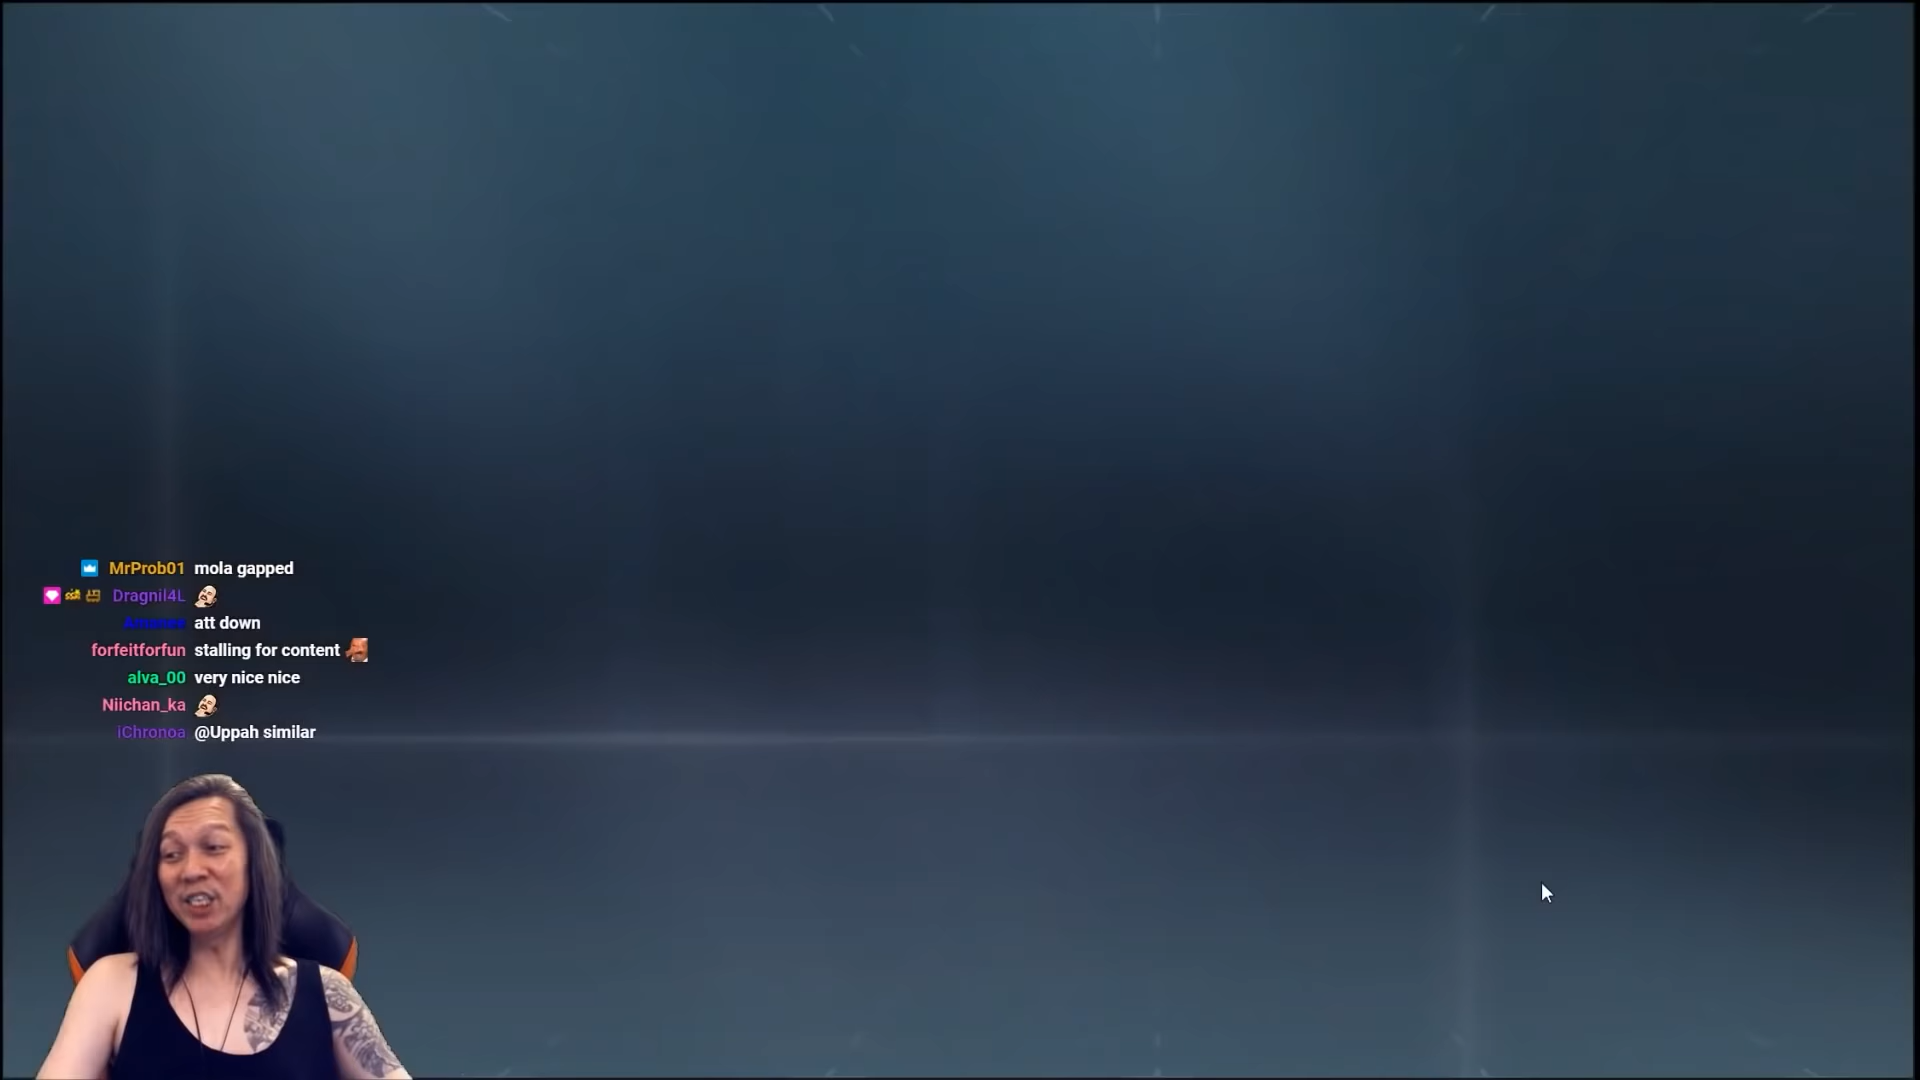 MrProb01 mola gapped
Dragnil4L
att down
forfeitforfun stalling for content
alva_00 very nice nice
Niichan_ka
iChronoa @Uppah similar